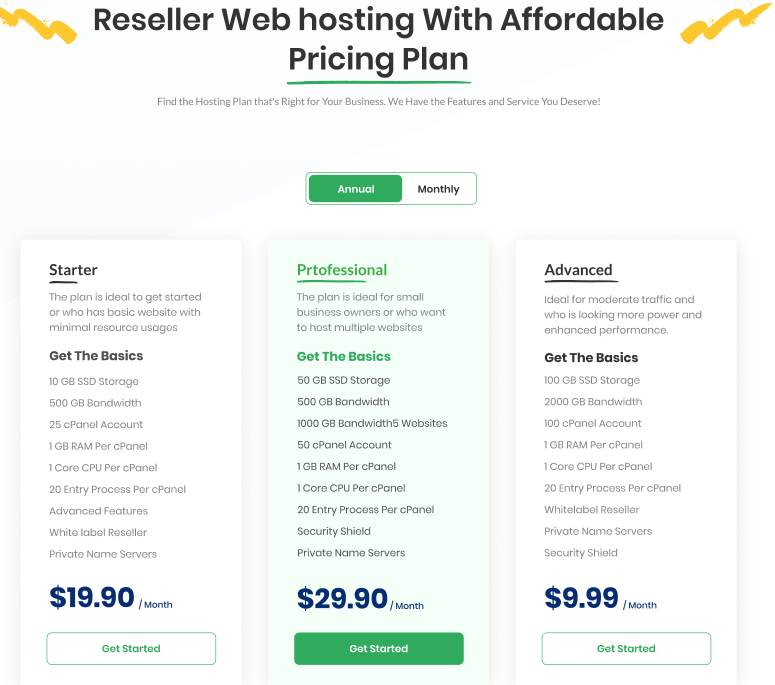 Reseller Web hosting With Affordable
Pricing Plan
Find the Hosting Plan that's Right for Your Business. We Have the Features and Service You Deserve!
Annual
Monthly
Starter
The plan is ideal to get started
or who has basic website with
minimal resource usages
Get The Basics
10 GB SSD Storage
500 GB Bandwidth
25 cPanel Account
1 GB RAM Per cPanel
1 Core CPU Per cPanel
20 Entry Process Per cPanel
Advanced Features
White label Reseller
Private Name Servers
$19.90 / Month
Get Started
Prtofessional
The plan is ideal for small
business owners or who want
to host multiple websites
Get The Basics
50 GB SSD Storage
500 GB Bandwidth
1000 GB Bandwidth5 Websites
50 cPanel Account
1 GB RAM Per cPanel
1 Core CPU Per cPanel
20 Entry Process Per cPanel
Security Shield
Private Name Servers
$29.90 / Month
Get Started
Advanced
Ideal for moderate traffic and
who is looking more power and
enhanced performance.
Get The Basics
100 GB SSD Storage
2000 GB Bandwidth
100 cPanel Account
1 GB RAM Per cPanel
1 Core CPU Per cPanel
20 Entry Process Per cPanel
Whitelabel Reseller
Private Name Servers
Security Shield
$9.99 / Month
Get Started